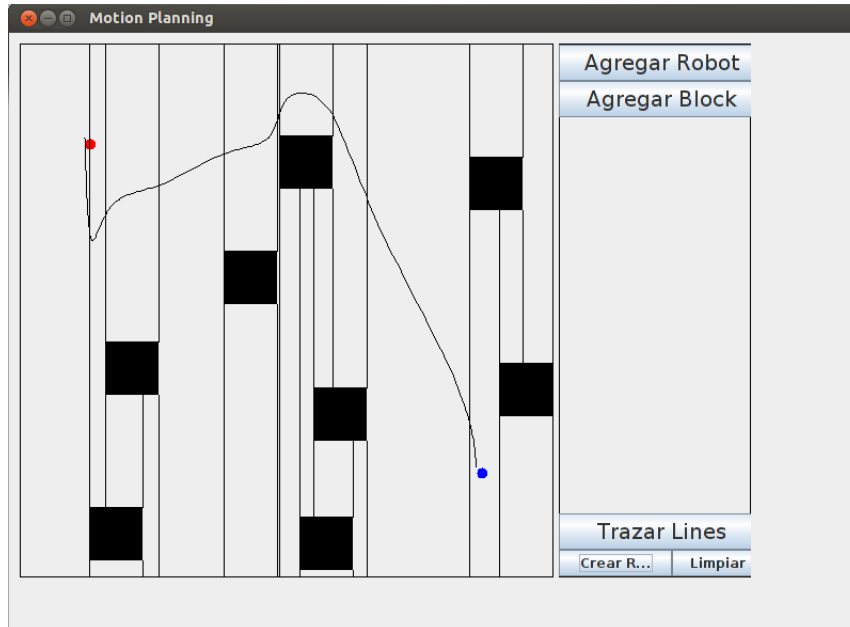 Motion Planning
Agregar Robot
Agregar Block
Trazar Lines
Crear R...
Limpiar